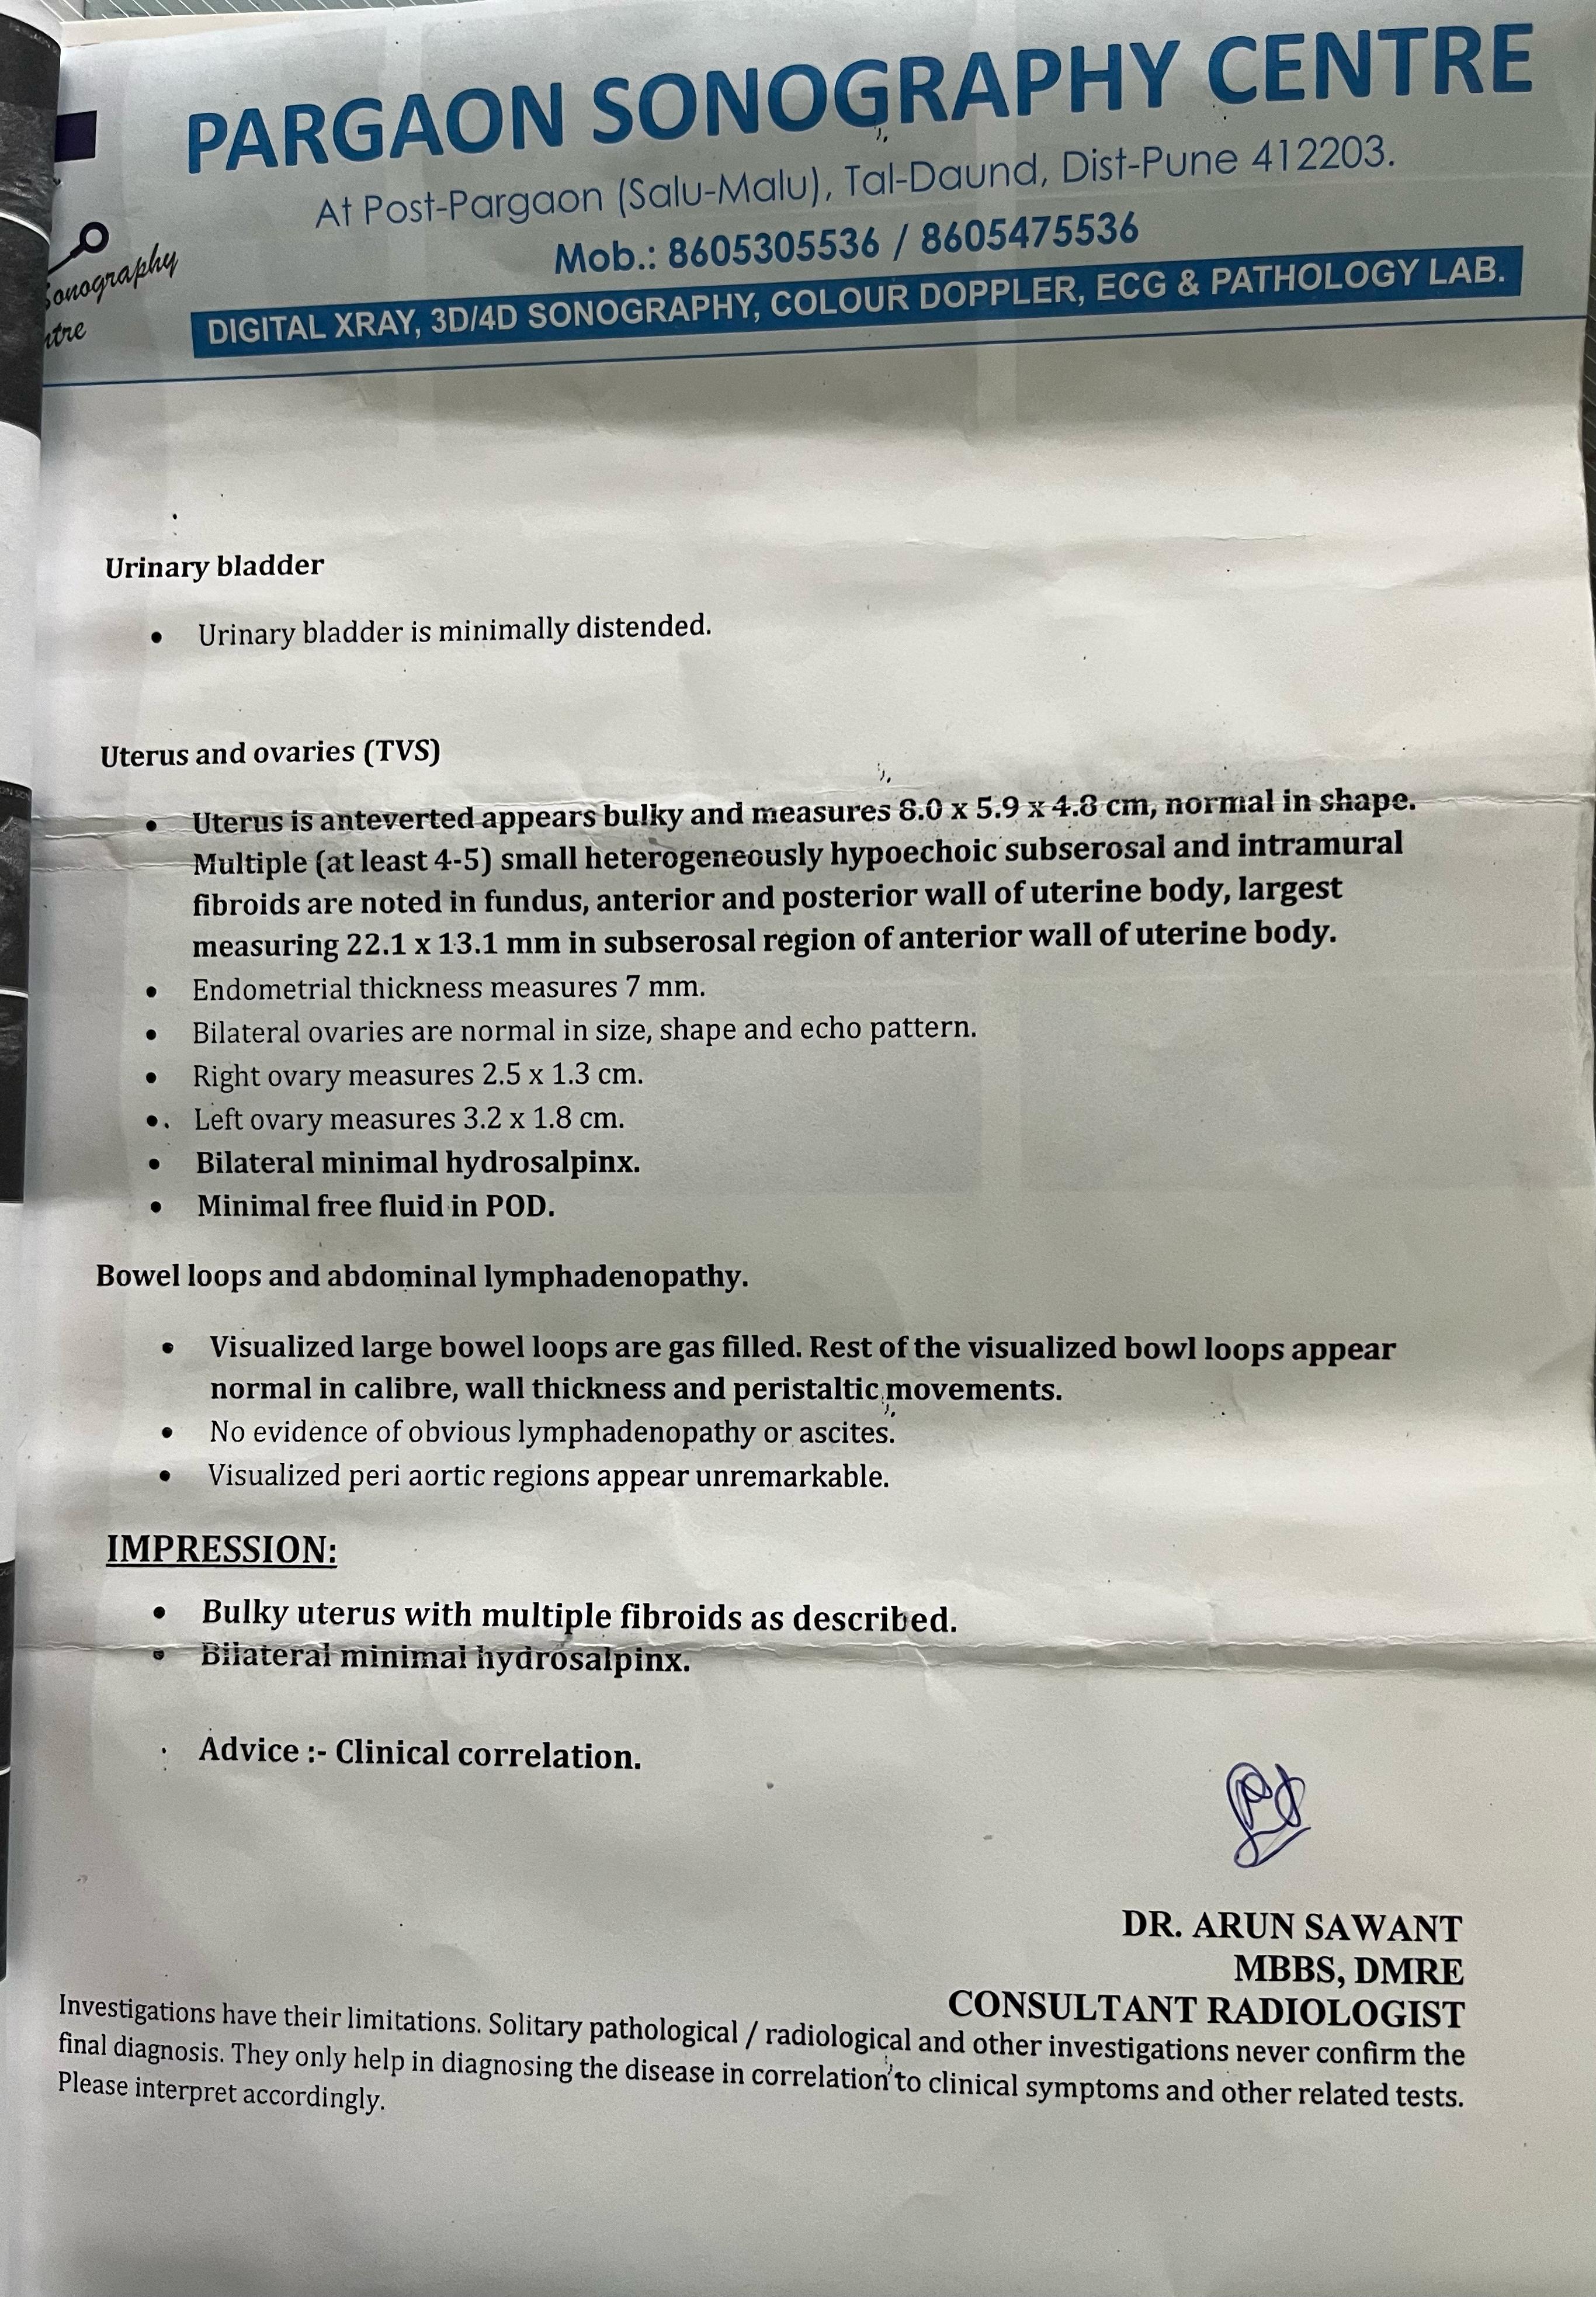 PARGAON SONOGRAPHY CENTRE
At Post-Pargaon (Salu-Malu), Tal-Daund, Dist-Pune 412203.
Mob.: 8605305536 / 8605475536
Sonography
DIGITAL XRAY, 3D/4D SONOGRAPHY, COLOUR DOPPLER, ECG & PATHOLOGY LAB.
ntre
Urinary bladder
• Urinary bladder is minimally distended.
Uterus and ovaries (TVS)
• Uterus is anteverted appears bulky and measures 8.0 x 5.9 x 4.8 cm, normal in shape.
Multiple (at least 4-5) small heterogeneously hypoechoic subserosal and intramural
fibroids are noted in fundus, anterior and posterior wall of uterine body, largest
measuring 22.1 x 13.1 mm in subserosal region of anterior wall of uterine body.
• Endometrial thickness measures 7 mm.
• Bilateral ovaries are normal in size, shape and echo pattern.
• Right ovary measures 2.5 x 1.3 cm.
• Left ovary measures 3.2 x 1.8 cm.
• Bilateral minimal hydrosalpinx.
• Minimal free fluid in POD.
Bowel loops and abdominal lymphadenopathy.
• Visualized large bowel loops are gas filled. Rest of the visualized bowl loops appear
normal in calibre, wall thickness and peristaltic movements.
• No evidence of obvious lymphadenopathy or ascites.
• Visualized peri aortic regions appear unremarkable.
IMPRESSION:
• Bulky uterus with multiple fibroids as described.
• Bilateral minimal hydrosalpinx.
Advice :- Clinical correlation.
DR. ARUN SAWANT
MBBS, DMRE
CONSULTANT RADIOLOGIST
Investigations have their limitations. Solitary pathological / radiological and other investigations never confirm the
final diagnosis. They only help in diagnosing the disease in correlation to clinical symptoms and other related tests.
Please interpret accordingly.